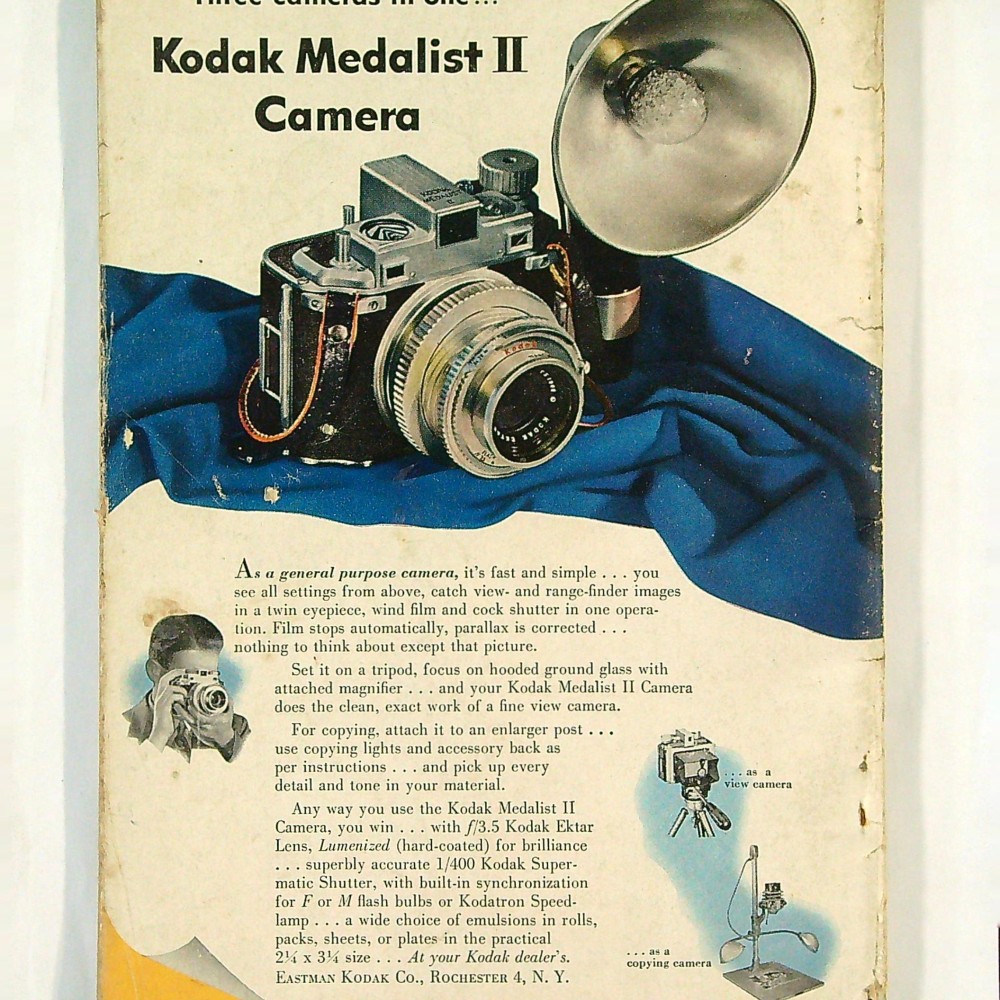 Three cameras in one...
Kodak Medalist II
Camera
KODAK
MEDALIST
II
Kodak
KODAK
As a general purpose camera, it's fast and simple . . . you
see all settings from above, catch view- and range-finder images
in a twin eyepiece, wind film and cock shutter in one opera-
tion. Film stops automatically, parallax is corrected . . .
nothing to think about except that picture.
Set it on a tripod, focus on hooded ground glass with
attached magnifier . . . and your Kodak Medalist II Camera
does the clean, exact work of a fine view camera.
For copying, attach it to an enlarger post . . .
use copying lights and accessory back as
per instructions . . . and pick up every
detail and tone in your material.
Any way you use the Kodak Medalist II
Camera, you win . . . with f/3.5 Kodak Ektar
Lens, Lumenized (hard-coated) for brilliance
. . . superbly accurate 1/400 Kodak Super-
matic Shutter, with built-in synchronization
for F or M flash bulbs or Kodatron Speed-
lamp . . . a wide choice of emulsions in rolls,
packs, sheets, or plates in the practical
2¼ x 3¼ size . . . At your Kodak dealer's.
EASTMAN KODAK CO., ROCHESTER 4, N. Y.
. . . as a
view camera
. . . as a
copying camera